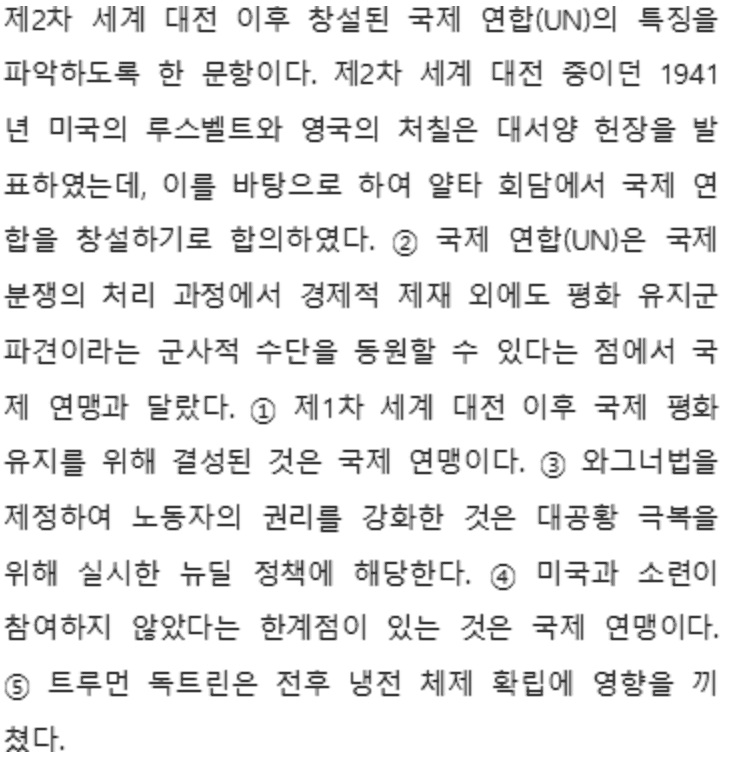 제2차 세계 대전 이후 창설된 국제 연합(UN)의 특징을
파악하도록 한 문항이다. 제2차 세계 대전 중이던 1941
년 미국의 루스벨트와 영국의 처칠은 대서양 헌장을 발
표하였는데, 이를 바탕으로 하여 얄타 회담에서 국제 연
합을 창설하기로 합의하였다. ② 국제 연합(UN)은 국제
분쟁의 처리 과정에서 경제적 제재 외에도 평화 유지군
파견이라는 군사적 수단을 동원할 수 있다는 점에서 국
제 연맹과 달랐다. ① 제1차 세계 대전 이후 국제 평화
유지를 위해 결성된 것은 국제 연맹이다. ③ 와그너법을
제정하여 노동자의 권리를 강화한 것은 대공황 극복을
위해 실시한 뉴딜 정책에 해당한다. ④ 미국과 소련이
참여하지 않았다는 한계점이 있는 것은 국제 연맹이다.
⑤ 트루먼 독트린은 전후 냉전 체제 확립에 영향을 끼
쳤다.